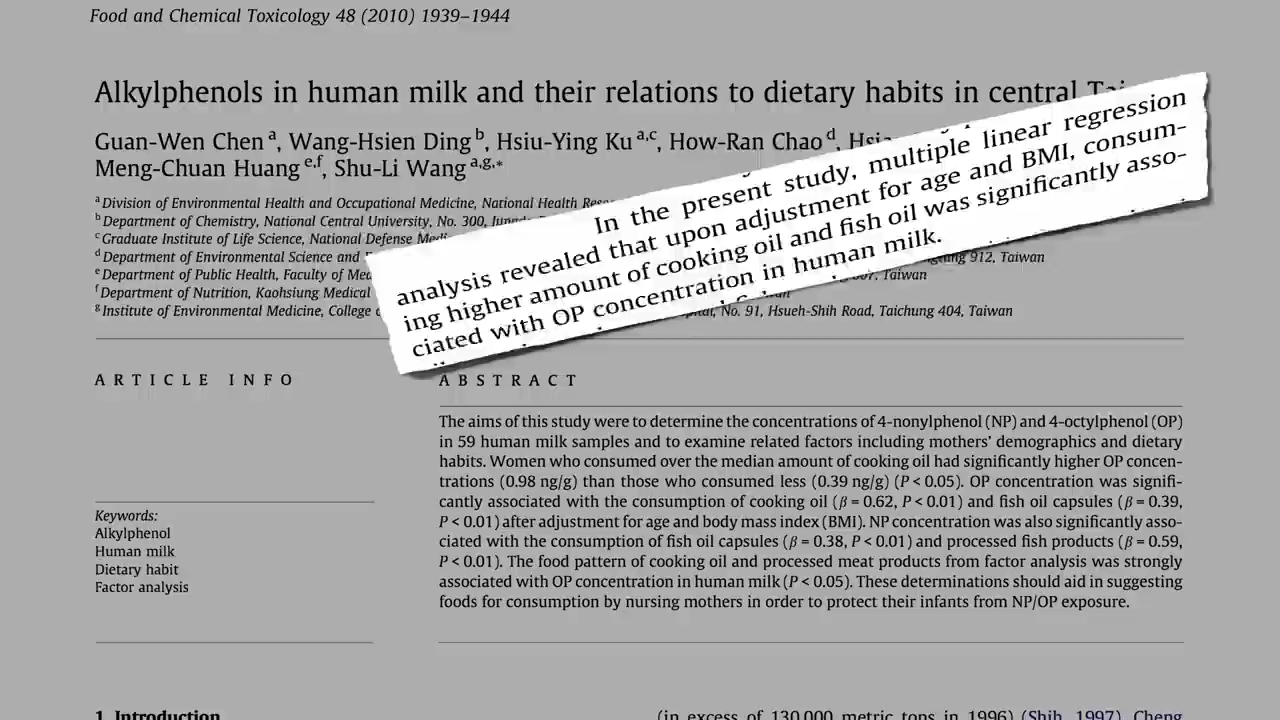 Food and Chemical Toxicology 48 (2010) 1939–1944
Alkylphenols in human milk and their relations to dietary habits in central
Guan-Wen Chen a, Wang-Hsien Ding b, Hsiu-Ying Ku a,c, How-Ran Chao d,
Meng-Chuan Huang e,f, Shu-Li Wang a,g,*
a Division of Environmental Health and Occupational Medicine, National Health
b Department of Chemistry, National Central University, No. 300,
c Graduate Institute of Life Science, National Defense
d Department of Environmental Science and 912, Taiwan
e Department of Public Health, Faculty of Taiwan
f Department of Nutrition, Kaohsiung Medical
g Institute of Environmental Medicine, College No. 91, Hsueh-Shih Road, Taichung 404, Taiwan
In the present study, multiple linear regression
analysis revealed that upon adjustment for age and BMI, consum-
ing higher amount of cooking oil and fish oil was significantly asso-
ciated with OP concentration in human milk.
ARTICLE INFO
Keywords:
Alkylphenol
Human milk
Dietary habit
Factor analysis
ABSTRACT
The aims of this study were to determine the concentrations of 4-nonylphenol (NP) and 4-octylphenol (OP)
in 59 human milk samples and to examine related factors including mothers' demographics and dietary
habits. Women who consumed over the median amount of cooking oil had significantly higher OP concen-
trations (0.98 ng/g) than those who consumed less (0.39 ng/g) (P < 0.05). OP concentration was signifi-
cantly associated with the consumption of cooking oil (β = 0.62, P < 0.01) and fish oil capsules (β = 0.39,
P < 0.01) after adjustment for age and body mass index (BMI). NP concentration was also significantly asso-
ciated with the consumption of fish oil capsules (β = 0.38, P < 0.01) and processed fish products (β = 0.59,
P < 0.01). The food pattern of cooking oil and processed meat products from factor analysis was strongly
associated with OP concentration in human milk (P < 0.05). These determinations should aid in suggesting
foods for consumption by nursing mothers in order to protect their infants from NP/OP exposure.
1. Introduction
(in excess of 130,000 metric tons in 1996) (Shih, 1997). Cheng